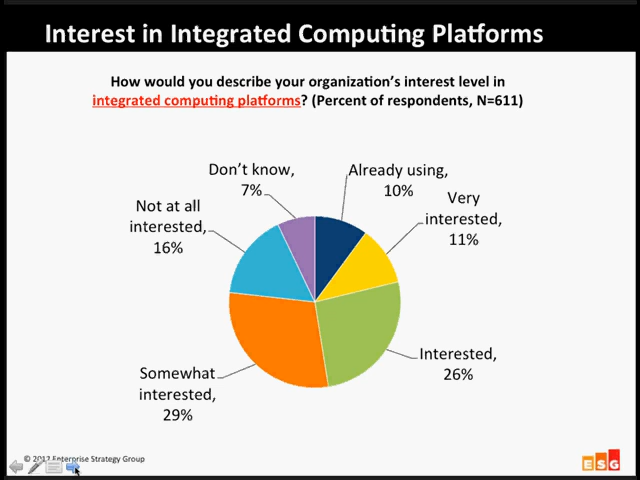 Interest in Integrated Computing Platforms
How would you describe your organization's interest level in
integrated computing platforms? (Percent of respondents, N=611)
Don't know,
7%
Already using,
10%
Very
interested,
11%
Not at all
interested,
16%
Interested,
26%
Somewhat
interested,
29%
© Enterprise Strategy Group
ESG